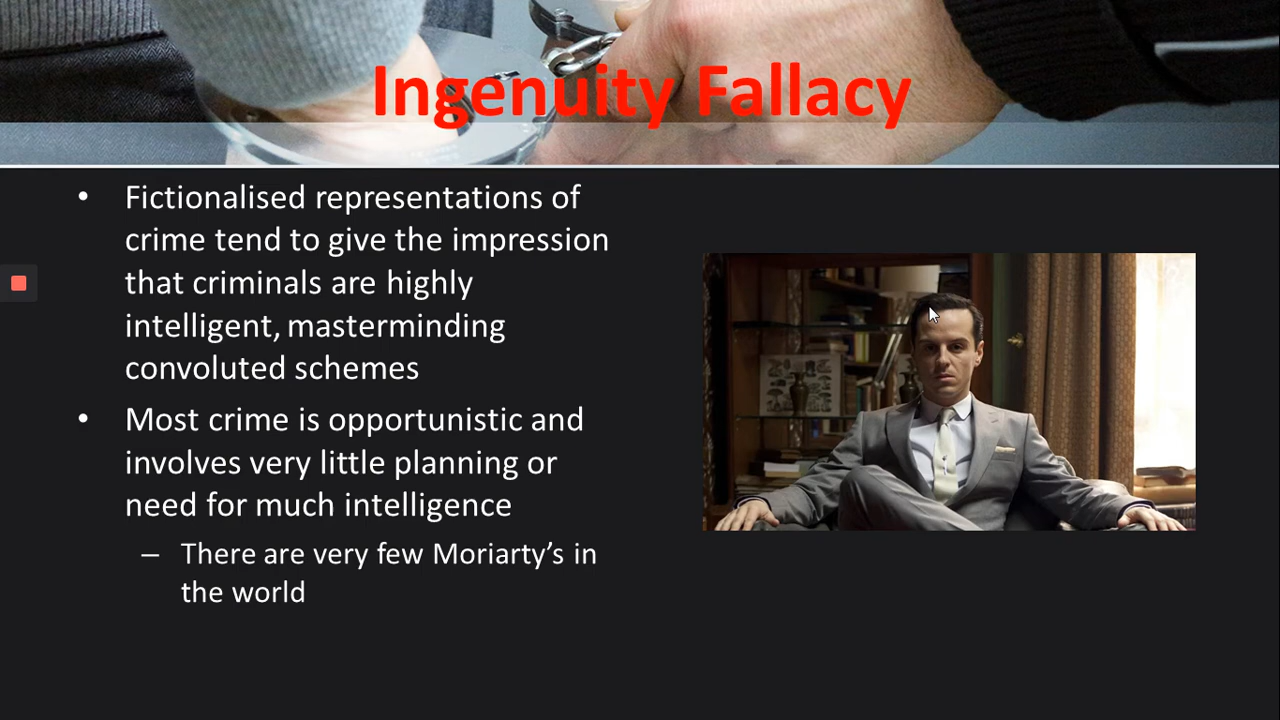 Ingenuity Fallacy
• Fictionalised representations of
crime tend to give the impression
that criminals are highly
intelligent, masterminding
convoluted schemes
• Most crime is opportunistic and
involves very little planning or
need for much intelligence
– There are very few Moriarty’s in
the world